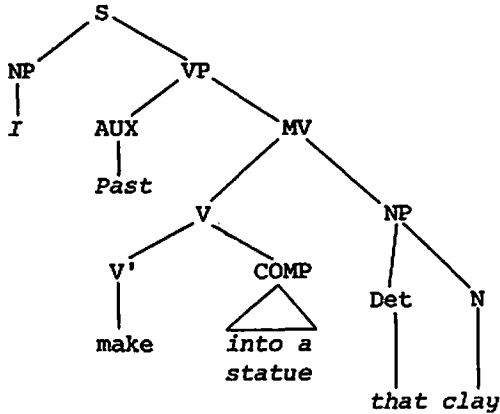 S
NP VP
I AUX MV
Past
V NP
V' COMP
Det N
make into a
statue
that clay